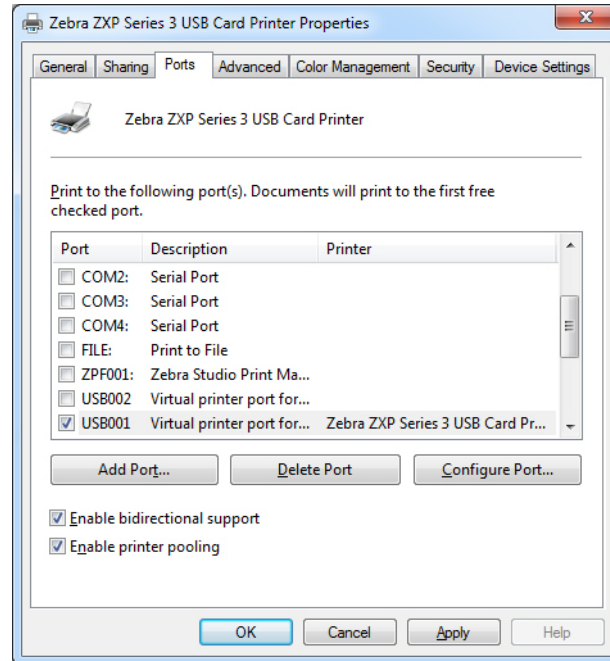 Zebra ZXP Series 3 USB Card Printer Properties
General Sharing Ports Advanced Color Management Security Device Settings
Zebra ZXP Series 3 USB Card Printer
Print to the following port(s). Documents will print to the first free
checked port.
Port Description Printer
COM2: Serial Port
COM3: Serial Port
COM4: Serial Port
FILE: Print to File
ZPF001: Zebra Studio Print Ma...
USB002 Virtual printer port for...
USB001 Virtual printer port for... Zebra ZXP Series 3 USB Card Pr...
Add Port... Delete Port Configure Port...
Enable bidirectional support
Enable printer pooling
OK Cancel Apply Help